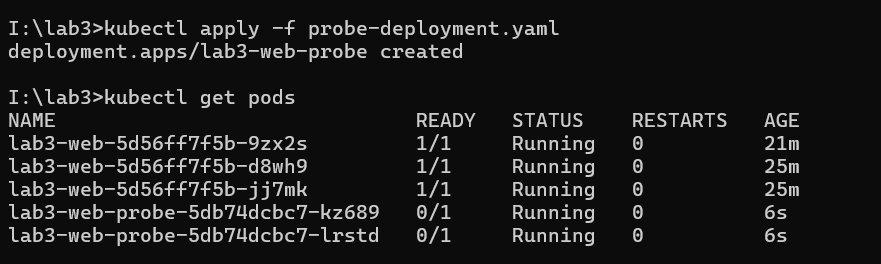 I:\lab3>kubectl apply -f probe-deployment.yaml
deployment.apps/lab3-web-probe created
I:\lab3>kubectl get pods
NAME                              READY   STATUS    RESTARTS   AGE
lab3-web-5d56ff7f5b-9zx2s         1/1     Running   0          21m
lab3-web-5d56ff7f5b-d8wh9         1/1     Running   0          25m
lab3-web-5d56ff7f5b-jj7mk         1/1     Running   0          25m
lab3-web-probe-5db74dcbc7-kz689   0/1     Running   0          6s
lab3-web-probe-5db74dcbc7-lrstd   0/1     Running   0          6s